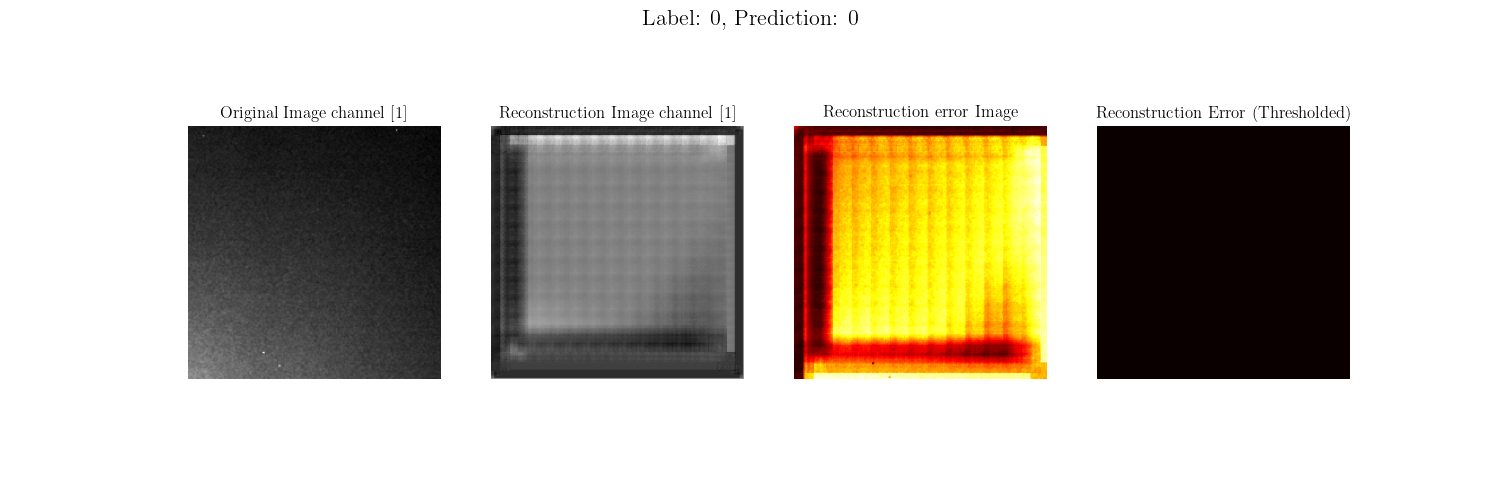 Label: 0, Prediction: 0
Original Image channel [1]
Reconstruction Image channel [1]
Reconstruction error Image
Reconstruction Error (Thresholded)